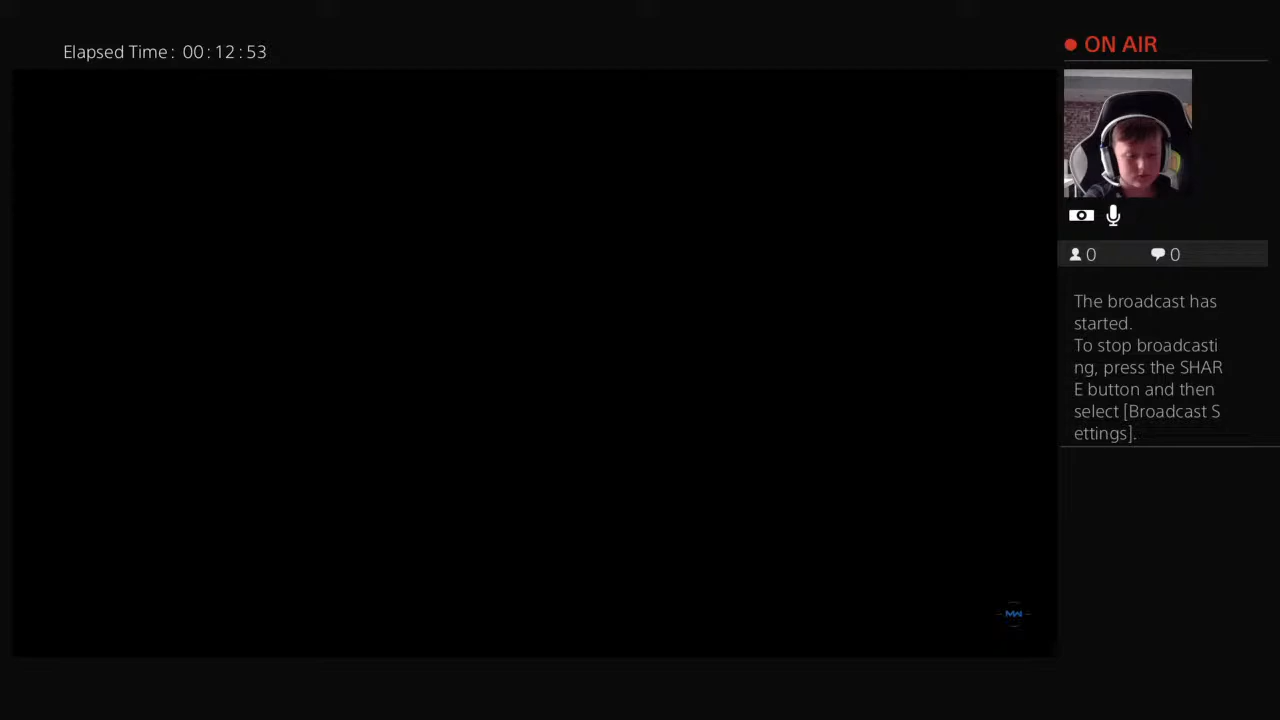 Elapsed Time: 00:12:53
ON AIR
0 0
The broadcast has
started.
To stop broadcasti
ng, press the SHAR
E button and then
select [Broadcast S
ettings].
MW